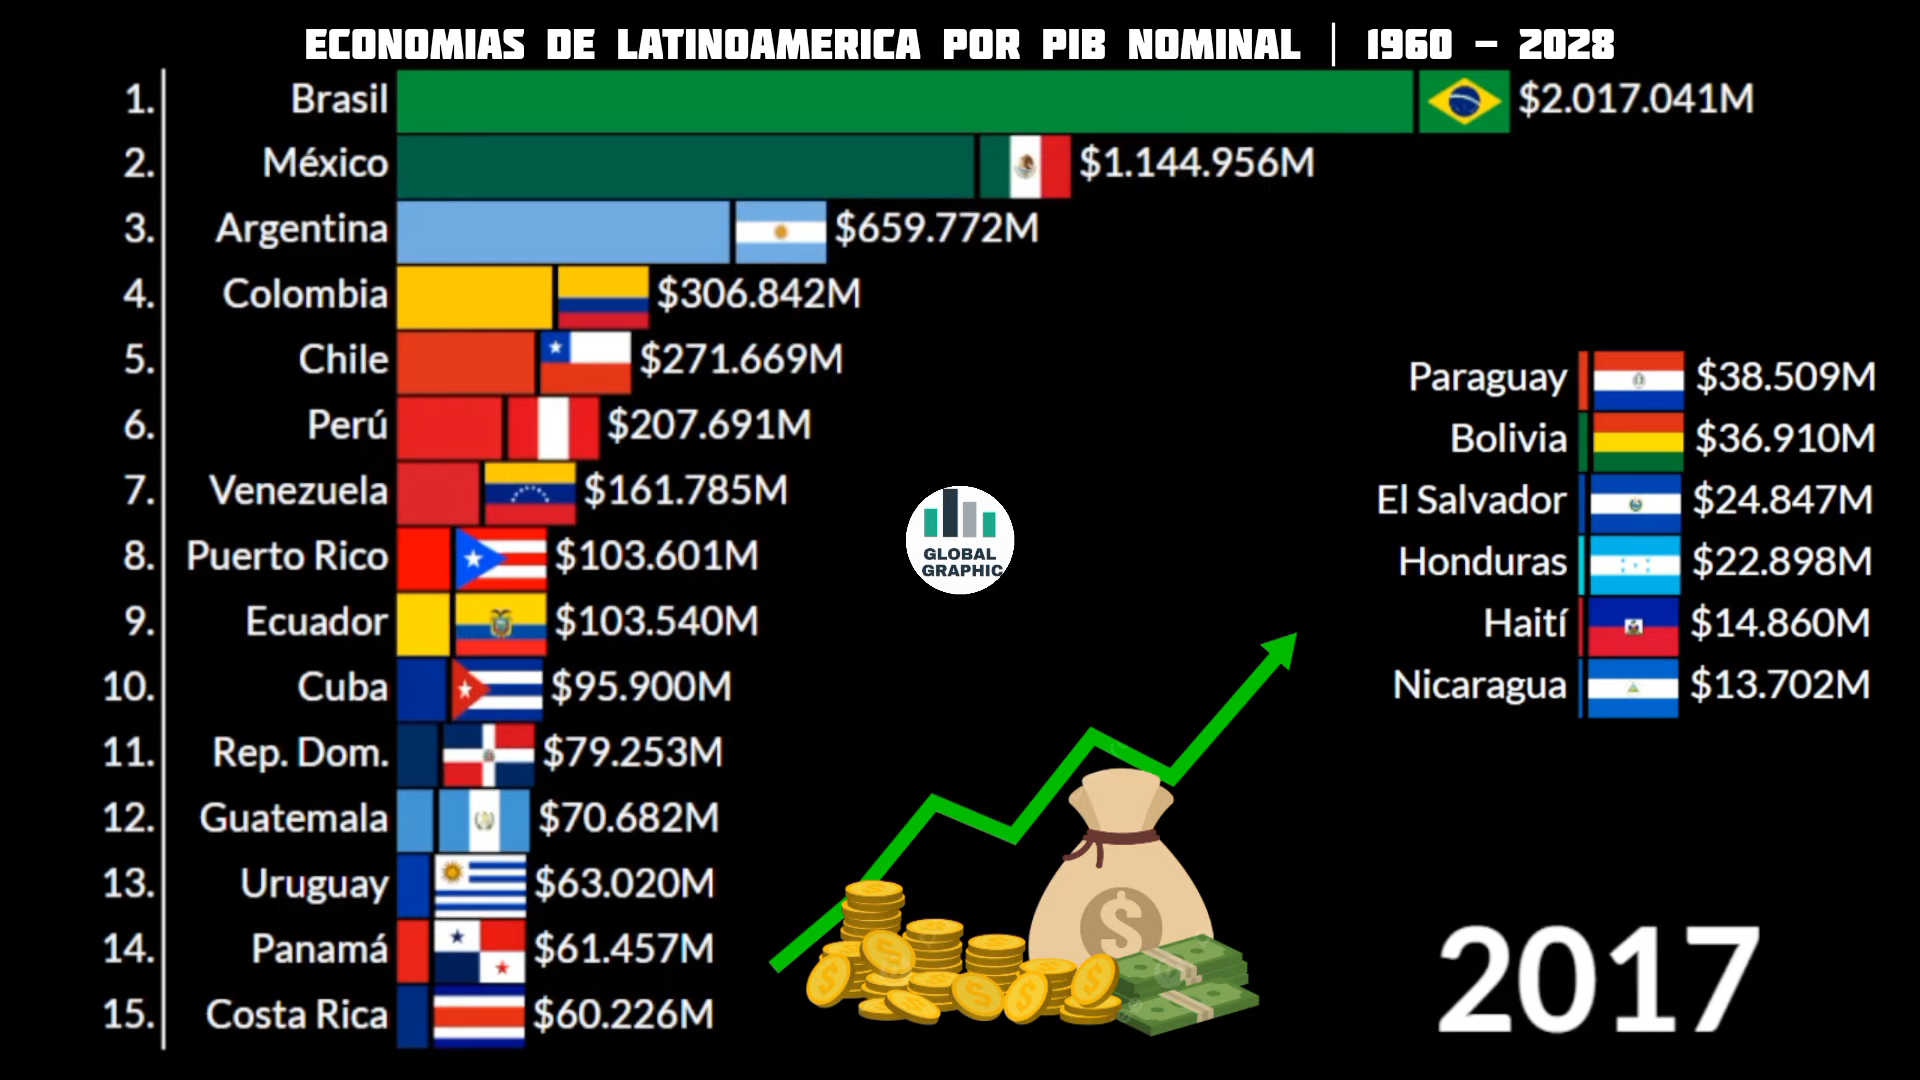 ECONOMIAS DE LATINOAMERICA POR PIB NOMINAL | 1960 - 2028
1. Brasil $2.017.041M
2. México $1.144.956M
3. Argentina $659.772M
4. Colombia $306.842M
5. Chile $271.669M
6. Perú $207.691M
7. Venezuela $161.785M
8. Puerto Rico $103.601M
9. Ecuador $103.540M
10. Cuba $95.900M
11. Rep. Dom. $79.253M
12. Guatemala $70.682M
13. Uruguay $63.020M
14. Panamá $61.457M
15. Costa Rica $60.226M
Paraguay $38.509M
Bolivia $36.910M
El Salvador $24.847M
Honduras $22.898M
Haití $14.860M
Nicaragua $13.702M
GLOBAL
GRAPHIC
2017